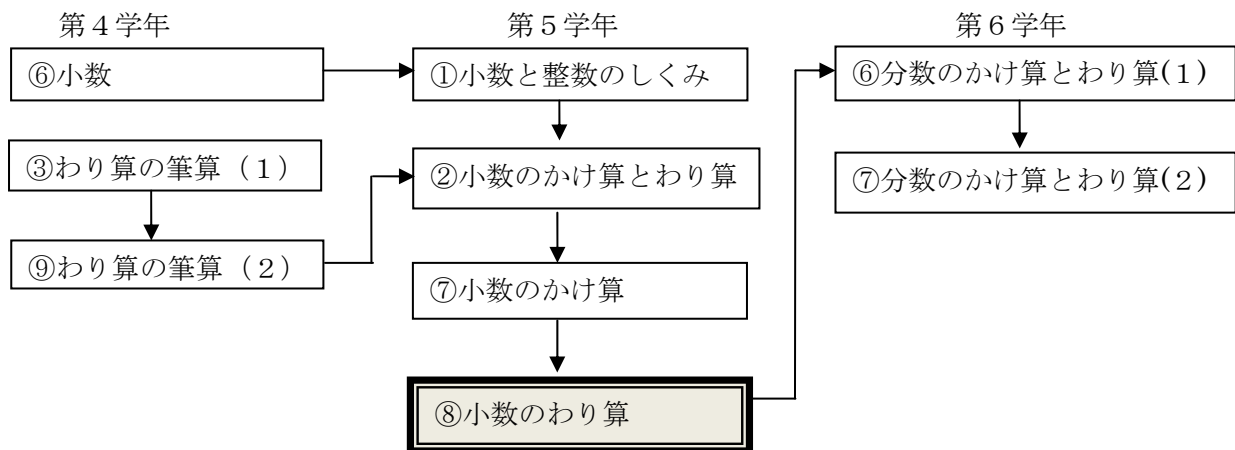 第４学年
第５学年
第６学年
⑥小数
①小数と整数のしくみ
⑥分数のかけ算とわり算(１)
③わり算の筆算（１）
②小数のかけ算とわり算
⑦分数のかけ算とわり算(２)
⑨わり算の筆算（２）
⑦小数のかけ算
⑧小数のわり算